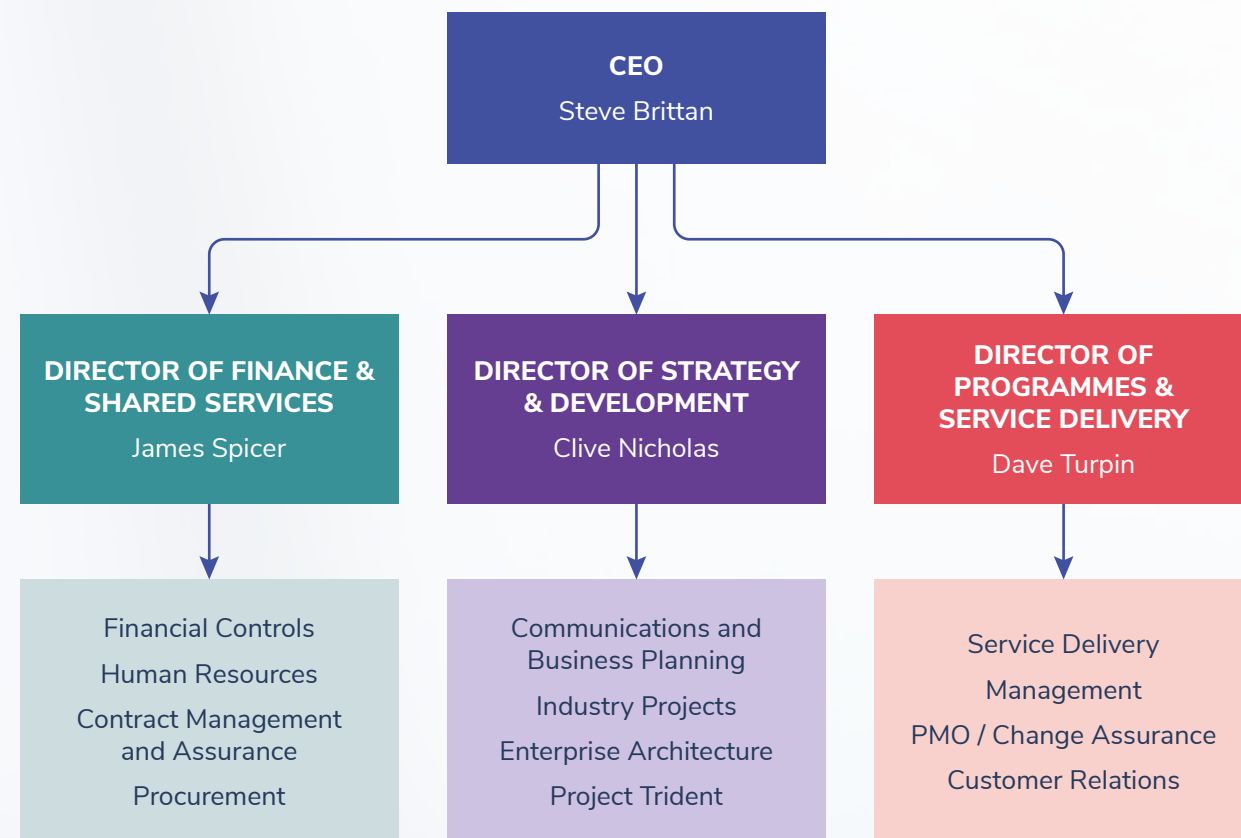 CEO
Steve Brittan
DIRECTOR OF FINANCE &
SHARED SERVICES
James Spicer
DIRECTOR OF STRATEGY
& DEVELOPMENT
Clive Nicholas
DIRECTOR OF
PROGRAMMES &
SERVICE DELIVERY
Dave Turpin
Financial Controls
Human Resources
Contract Management
and Assurance
Procurement
Communications and
Business Planning
Industry Projects
Enterprise Architecture
Project Trident
Service Delivery
Management
PMO / Change Assurance
Customer Relations